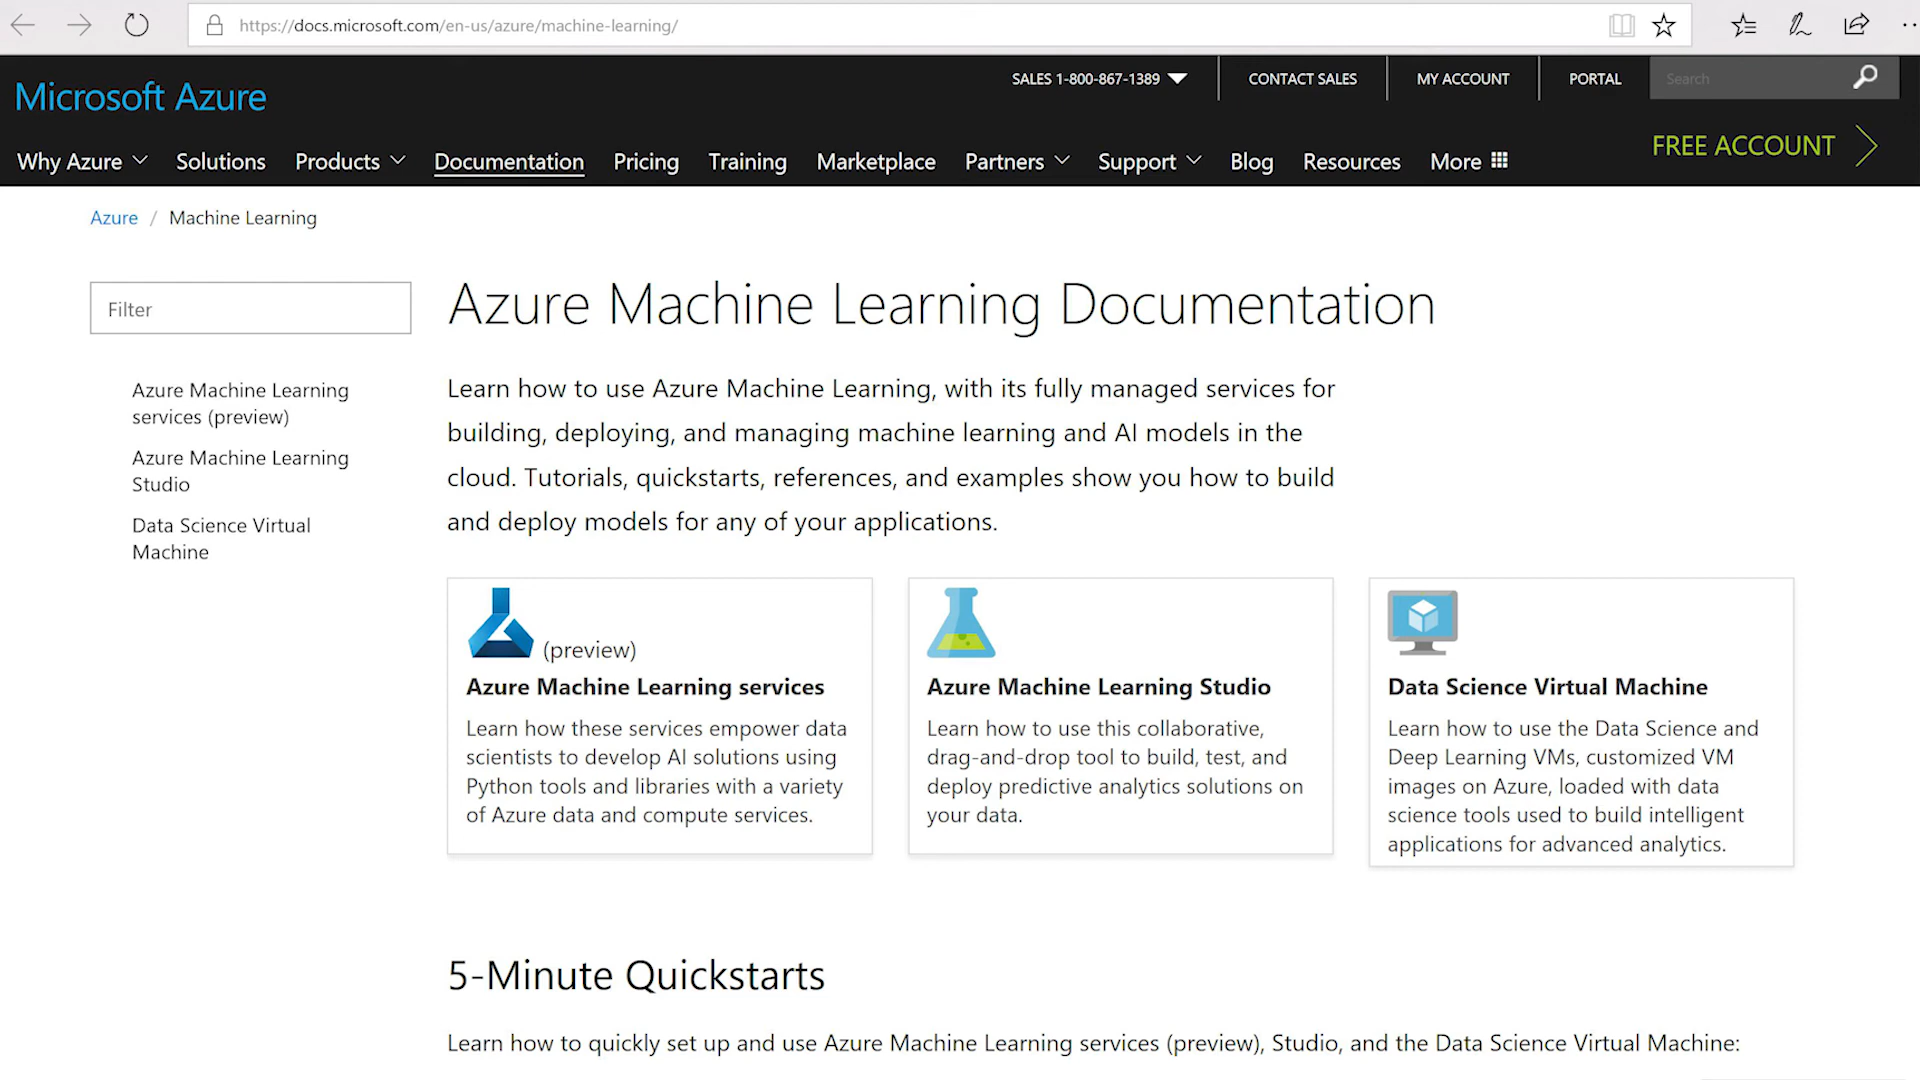 https://docs.microsoft.com/en-us/azure/machine-learning/
Microsoft Azure
SALES 1-800-867-1389
CONTACT SALES
MY ACCOUNT
PORTAL
Search
Why Azure
Solutions
Products
Documentation
Pricing
Training
Marketplace
Partners
Support
Blog
Resources
More
FREE ACCOUNT
Azure / Machine Learning
Filter
Azure Machine Learning
services (preview)
Azure Machine Learning
Studio
Data Science Virtual
Machine
Azure Machine Learning Documentation
Learn how to use Azure Machine Learning, with its fully managed services for
building, deploying, and managing machine learning and AI models in the
cloud. Tutorials, quickstarts, references, and examples show you how to build
and deploy models for any of your applications.
(preview)
Azure Machine Learning services
Learn how these services empower data
scientists to develop AI solutions using
Python tools and libraries with a variety
of Azure data and compute services.
Azure Machine Learning Studio
Learn how to use this collaborative,
drag-and-drop tool to build, test, and
deploy predictive analytics solutions on
your data.
Data Science Virtual Machine
Learn how to use the Data Science and
Deep Learning VMs, customized VM
images on Azure, loaded with data
science tools used to build intelligent
applications for advanced analytics.
5-Minute Quickstarts
Learn how to quickly set up and use Azure Machine Learning services (preview), Studio, and the Data Science Virtual Machine: